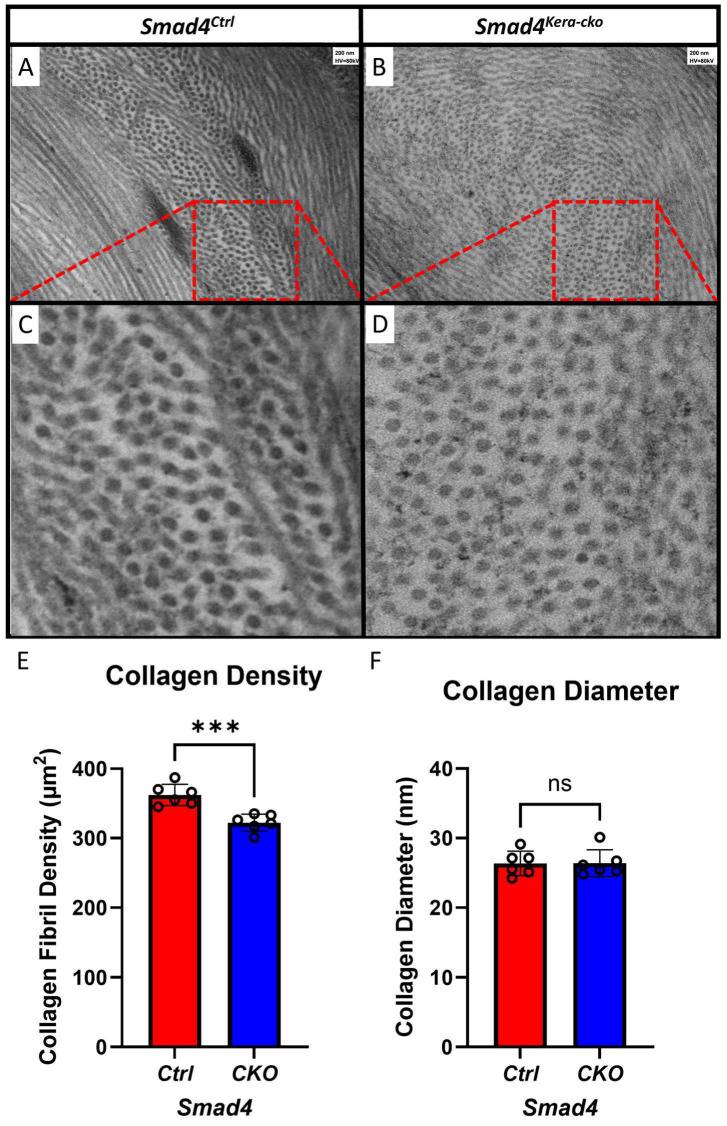 Smad4Ctrl
Smad4Kera-cko
A
200 nm
HV=80kV
B
200 nm
HV=80kV
C
D
E
Collagen Density
***
Collagen Fibril Density (µm2)
400
300
200
100
0
Ctrl
CKO
Smad4
F
Collagen Diameter
ns
Collagen Diameter (nm)
40
30
20
10
0
Ctrl
CKO
Smad4